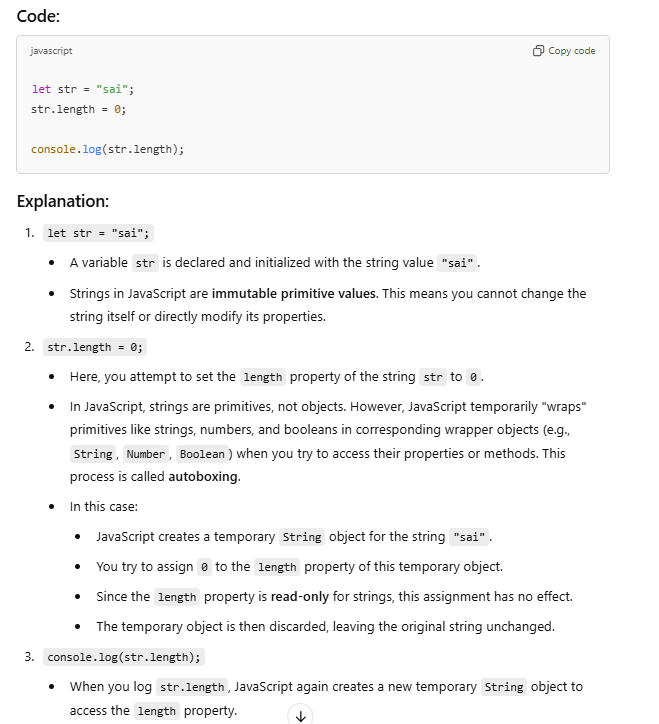 Code:
javascript Copy code
let str = "sai";
str.length = 0;
console.log(str.length);
Explanation:
1. let str = "sai";
• A variable str is declared and initialized with the string value "sai".
• Strings in JavaScript are immutable primitive values. This means you cannot change the
string itself or directly modify its properties.
2. str.length = 0;
• Here, you attempt to set the length property of the string str to 0.
• In JavaScript, strings are primitives, not objects. However, JavaScript temporarily "wraps"
primitives like strings, numbers, and booleans in corresponding wrapper objects (e.g.,
String, Number, Boolean) when you try to access their properties or methods. This
process is called autoboxing.
• In this case:
• JavaScript creates a temporary String object for the string "sai".
• You try to assign 0 to the length property of this temporary object.
• Since the length property is read-only for strings, this assignment has no effect.
• The temporary object is then discarded, leaving the original string unchanged.
3. console.log(str.length);
• When you log str.length, JavaScript again creates a new temporary String object to
access the length property.